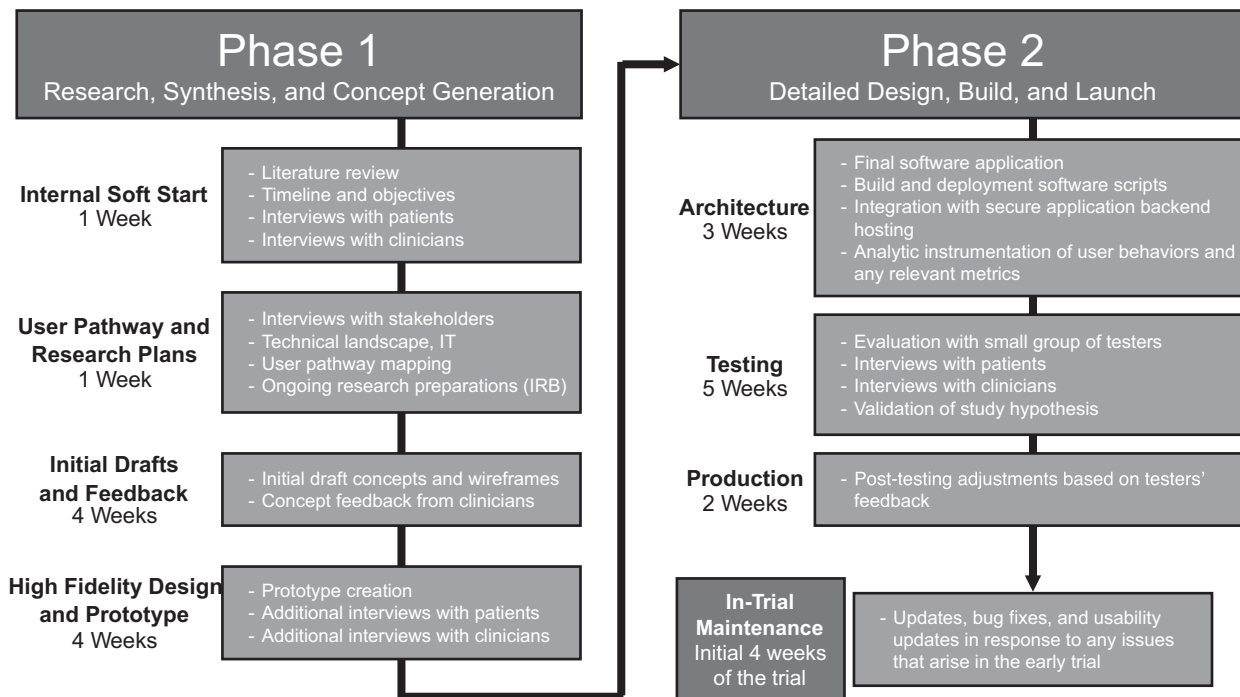 Phase 1
Research, Synthesis, and Concept Generation
Internal Soft Start
1 Week
- Literature review
- Timeline and objectives
- Interviews with patients
- Interviews with clinicians
User Pathway and
Research Plans
1 Week
- Interviews with stakeholders
- Technical landscape, IT
- User pathway mapping
- Ongoing research preparations (IRB)
Initial Drafts
and Feedback
4 Weeks
- Initial draft concepts and wireframes
- Concept feedback from clinicians
High Fidelity Design
and Prototype
4 Weeks
- Prototype creation
- Additional interviews with patients
- Additional interviews with clinicians
Phase 2
Detailed Design, Build, and Launch
Architecture
3 Weeks
- Final software application
- Build and deployment software scripts
- Integration with secure application backend
hosting
- Analytic instrumentation of user behaviors and
any relevant metrics
Testing
5 Weeks
- Evaluation with small group of testers
- Interviews with patients
- Interviews with clinicians
- Validation of study hypothesis
Production
2 Weeks
- Post-testing adjustments based on testers'
feedback
In-Trial
Maintenance
Initial 4 weeks
of the trial
- Updates, bug fixes, and usability
updates in response to any issues
that arise in the early trial